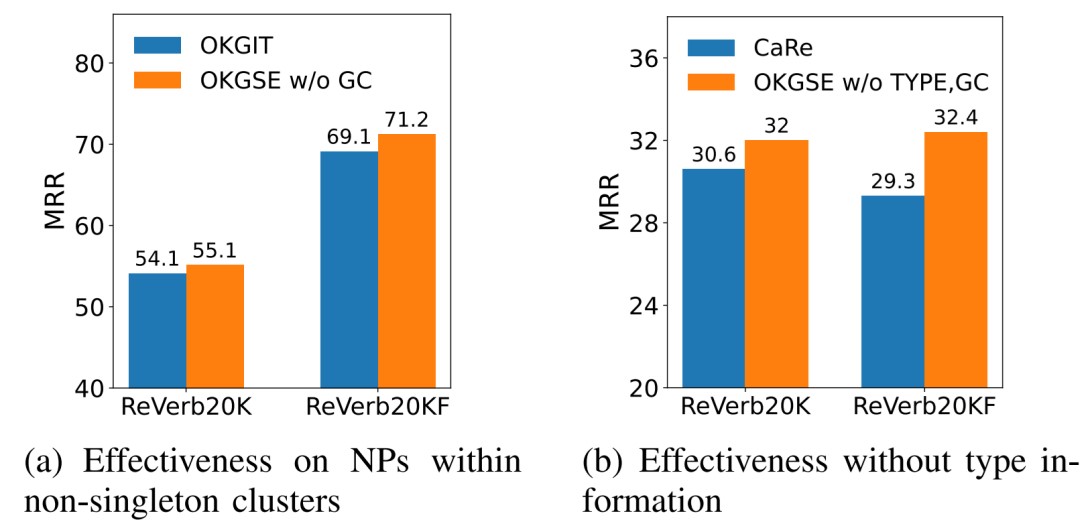 OKGIT
OKGSE w/o GC
MRR
80
70
60
50
40
54.1
55.1
69.1
71.2
ReVerb20K
ReVerb20KF
(a) Effectiveness on NPs within
non-singleton clusters
CaRe
OKGSE w/o TYPE,GC
MRR
36
32
28
24
20
30.6
32
29.3
32.4
ReVerb20K
ReVerb20KF
(b) Effectiveness without type in-
formation